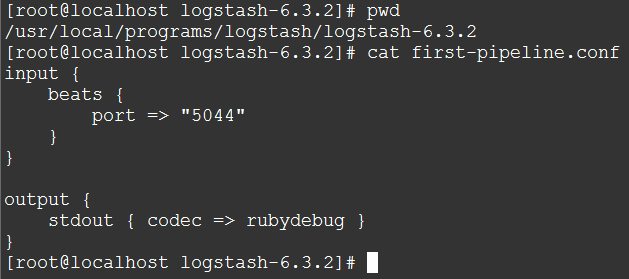 [root@localhost logstash-6.3.2]# pwd
/usr/local/programs/logstash/logstash-6.3.2
[root@localhost logstash-6.3.2]# cat first-pipeline.conf
input {
    beats {
        port => "5044"
    }
}

output {
    stdout { codec => rubydebug }
}
[root@localhost logstash-6.3.2]#